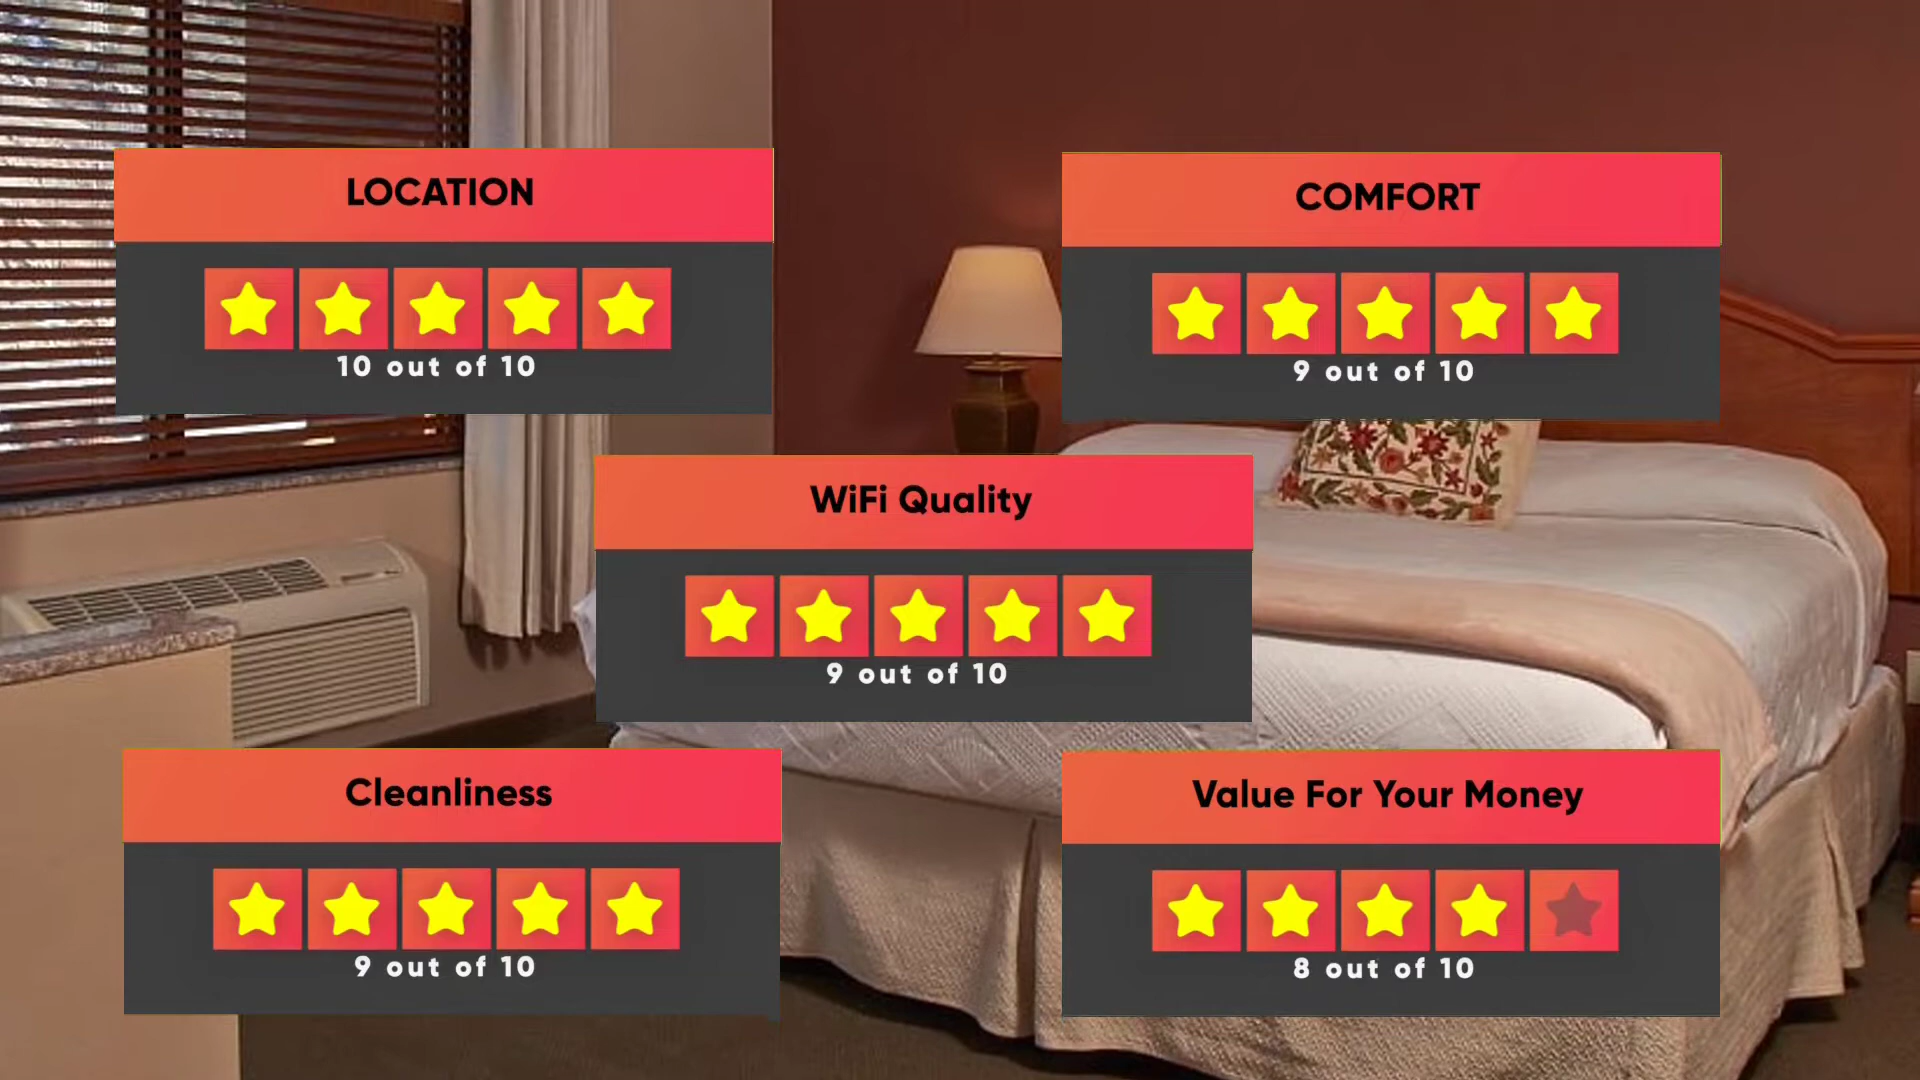 LOCATION
10 out of 10
COMFORT
9 out of 10
WiFi Quality
9 out of 10
Cleanliness
9 out of 10
Value For Your Money
8 out of 10